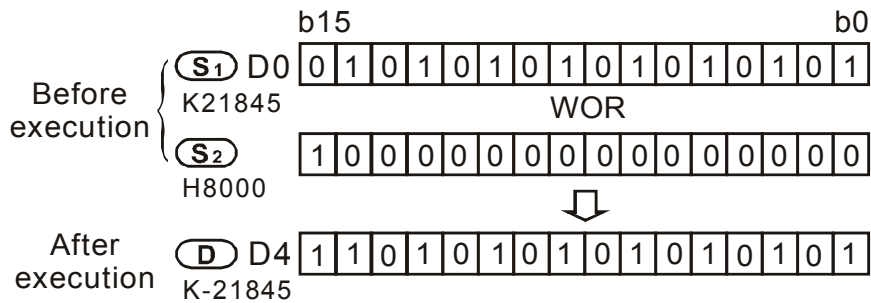 b15 b0
S1 D0 0 1 0 1 0 1 0 1 0 1 0 1 0 1 0 1
Before
execution
K21845
WOR
S2 1 0 0 0 0 0 0 0 0 0 0 0 0 0 0 0
H8000
After
execution
D D4 1 1 0 1 0 1 0 1 0 1 0 1 0 1 0 1
K-21845